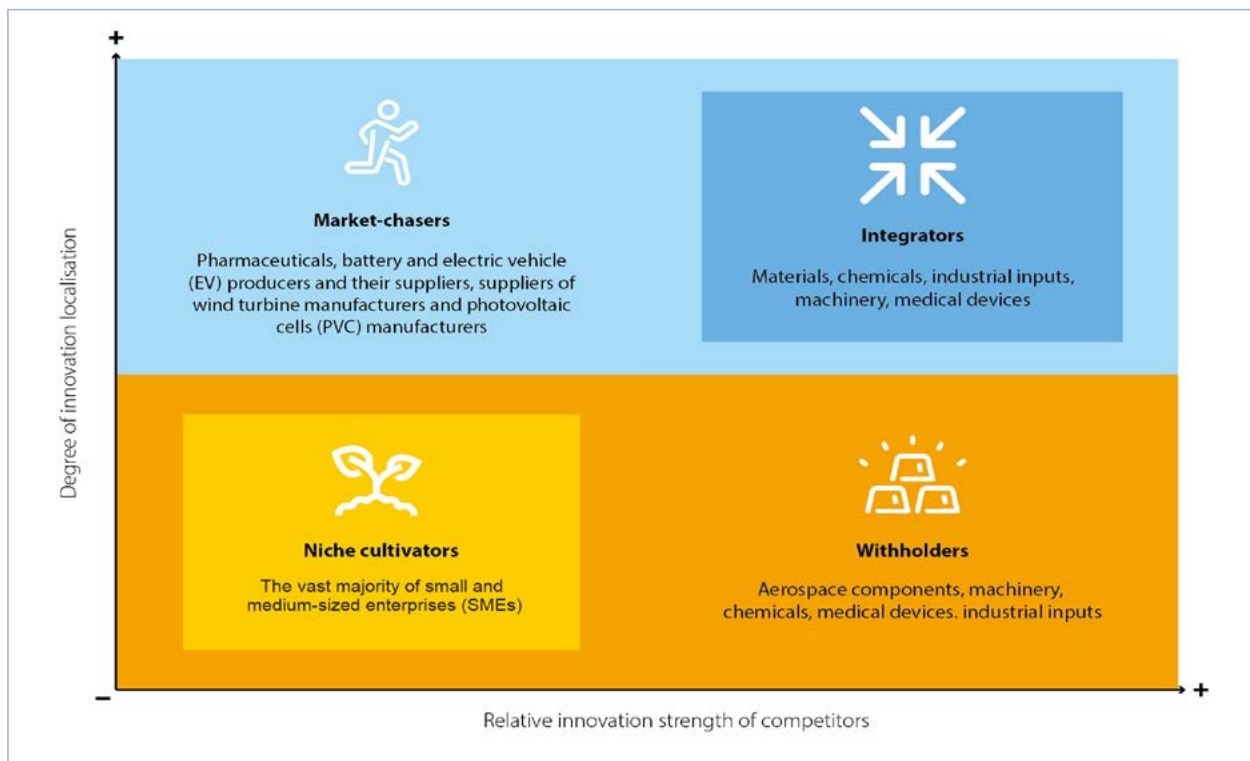 +
Degree of innovation localisation
Market-chasers
Pharmaceuticals, battery and electric vehicle
(EV) producers and their suppliers, suppliers of
wind turbine manufacturers and photovoltaic
cells (PVC) manufacturers
Integrators
Materials, chemicals, industrial inputs,
machinery, medical devices
Niche cultivators
The vast majority of small and
medium-sized enterprises (SMEs)
Withholders
Aerospace components, machinery,
chemicals, medical devices. industrial inputs
–
+
Relative innovation strength of competitors